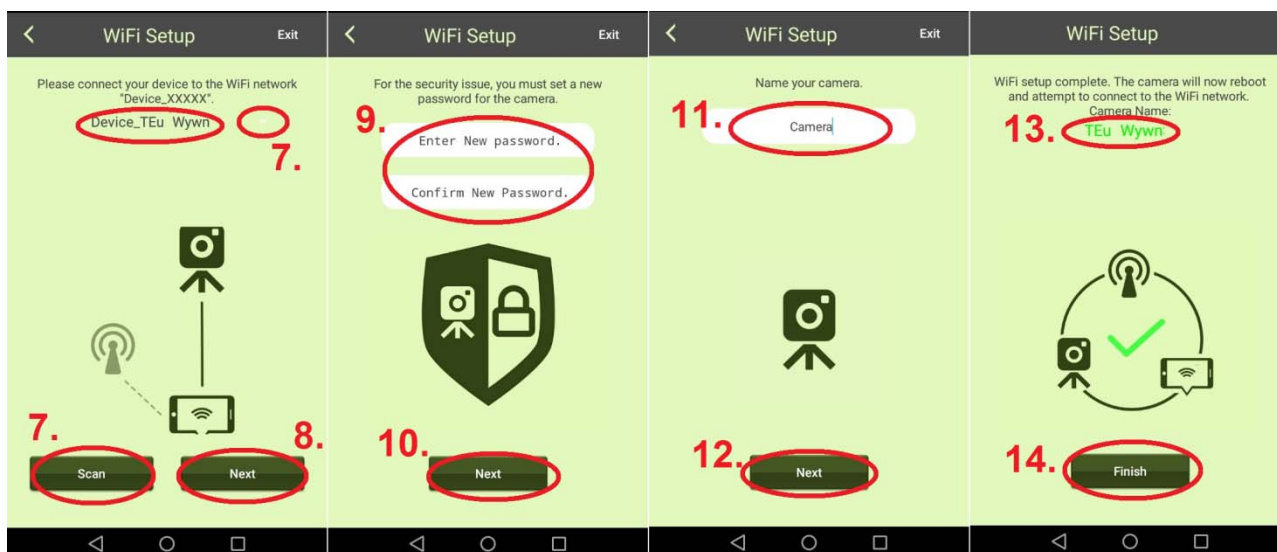 WiFi Setup Exit
Please connect your device to the WiFi network
"Device_XXXXX".
Device_TEu Wywn
7.
7.
8.
Scan
Next
WiFi Setup Exit
For the security issue, you must set a new
password for the camera.
9.
Enter New password.
Confirm New Password.
10.
Next
WiFi Setup Exit
Name your camera.
11.
Camera
12.
Next
WiFi Setup
WiFi setup complete. The camera will now reboot
and attempt to connect to the WiFi network.
Camera Name:
13.
TEu Wywn
14.
Finish